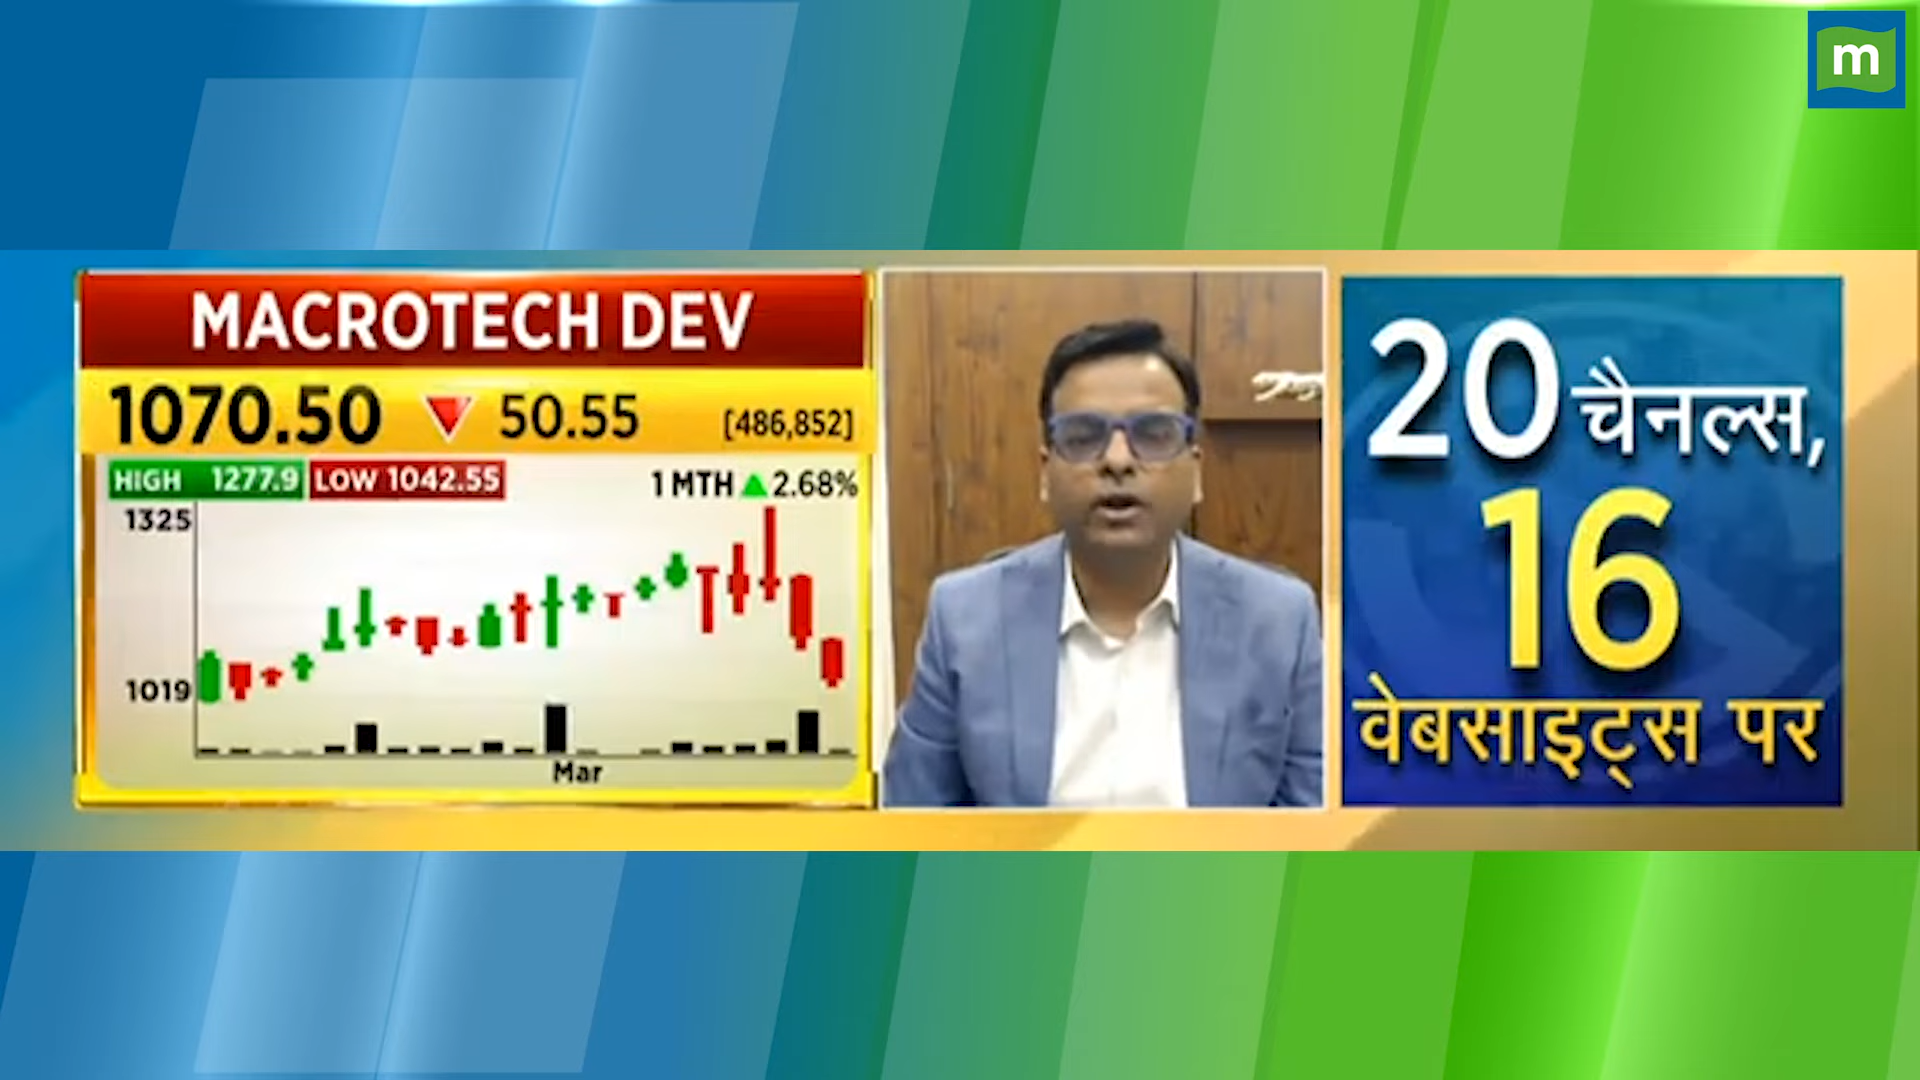 m
MACROTECH DEV
1070.50 ▼ 50.55 [486,852]
HIGH 1277.9 LOW 1042.55 1 MTH ▲ 2.68%
1325
1019
Mar
20 चैनल्स,
16
वेबसाइट्स पर